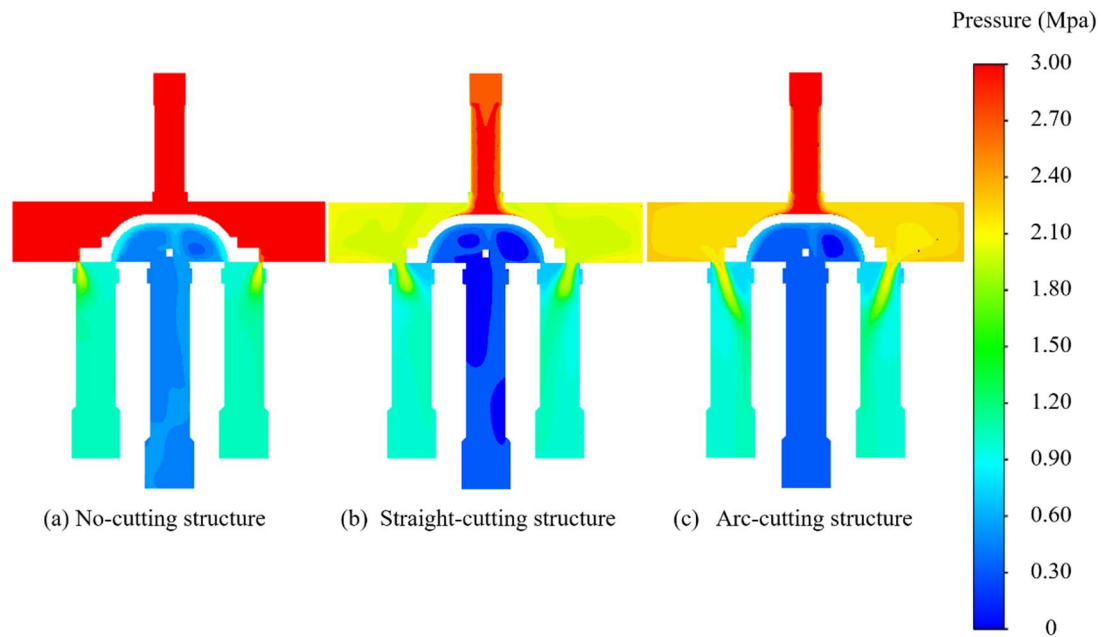 Pressure (Mpa)
3.00
2.70
2.40
2.10
1.80
1.50
1.20
0.90
0.60
0.30
0
(a) No-cutting structure
(b) Straight-cutting structure
(c) Arc-cutting structure